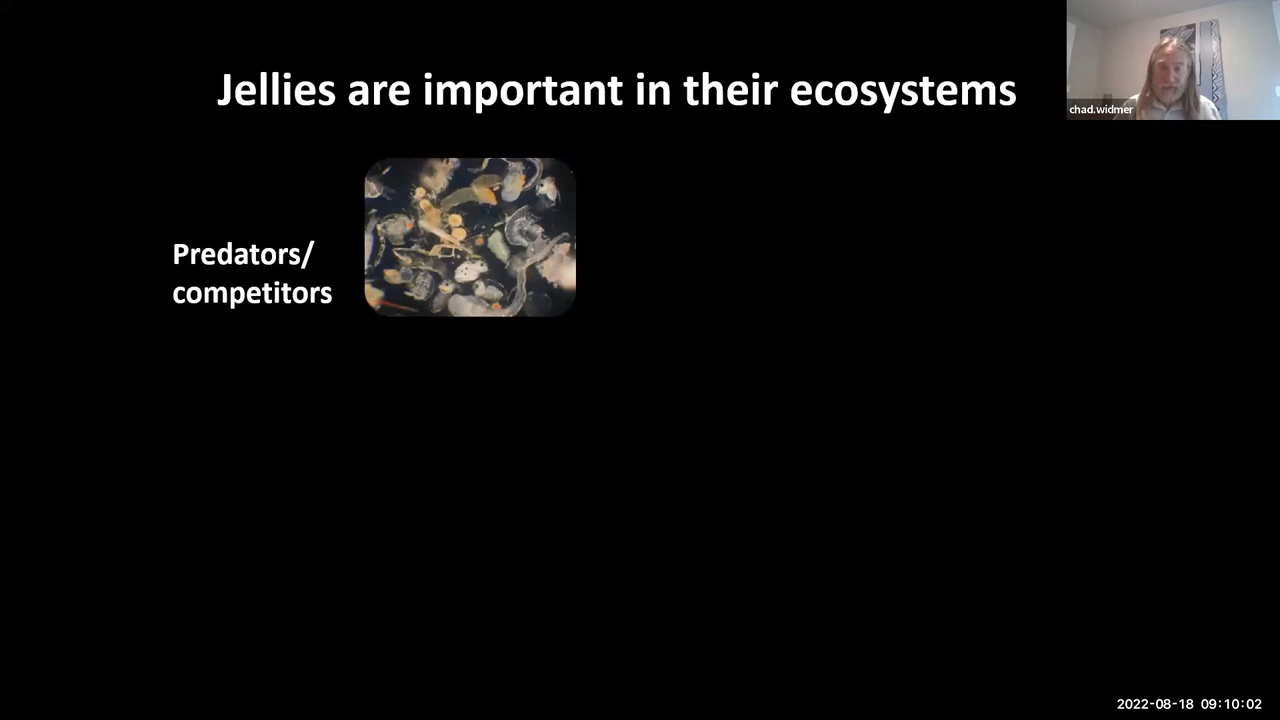 Jellies are important in their ecosystems
chad.widmer
Predators/
competitors
2022-08-18 09:10:02